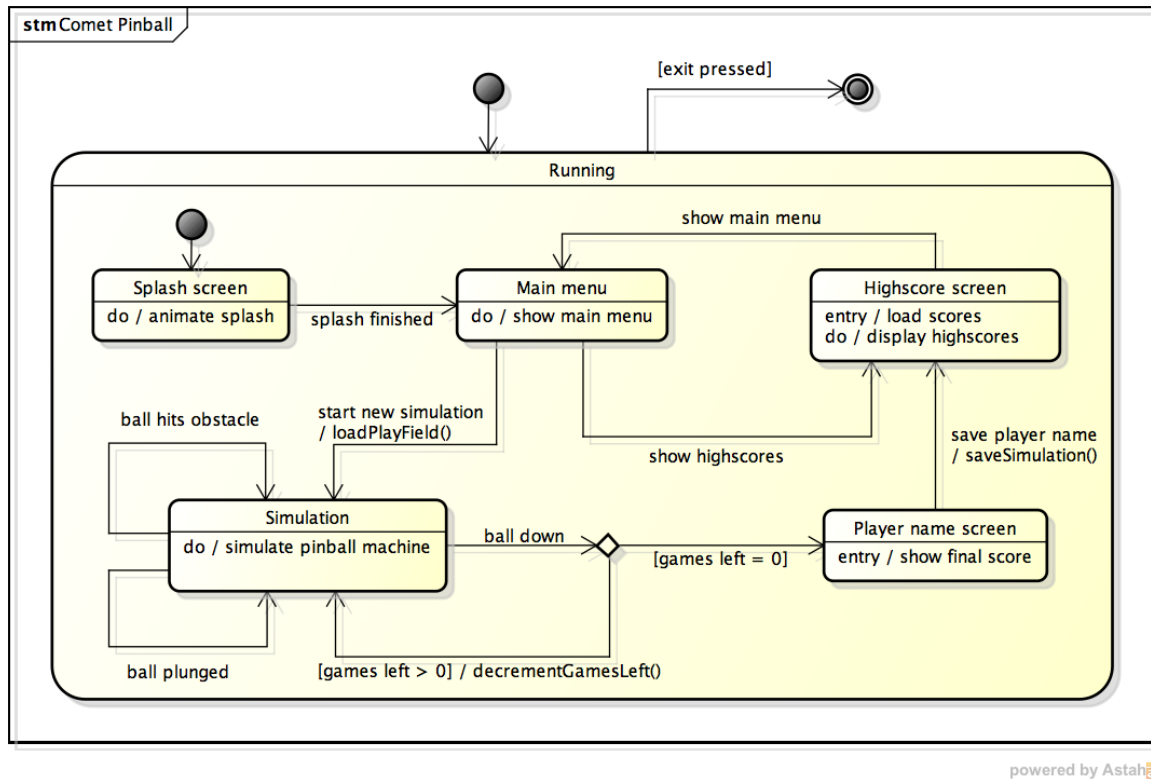 stm Comet Pinball
[exit pressed]
Running
show main menu
Splash screen
do / animate splash
splash finished
Main menu
do / show main menu
Highscore screen
entry / load scores
do / display highscores
ball hits obstacle
start new simulation
/ loadPlayField()
show highscores
save player name
/ saveSimulation()
Simulation
do / simulate pinball machine
ball down
[games left = 0]
Player name screen
entry / show final score
ball plunged
[games left > 0] / decrementGamesLeft()
powered by Astah